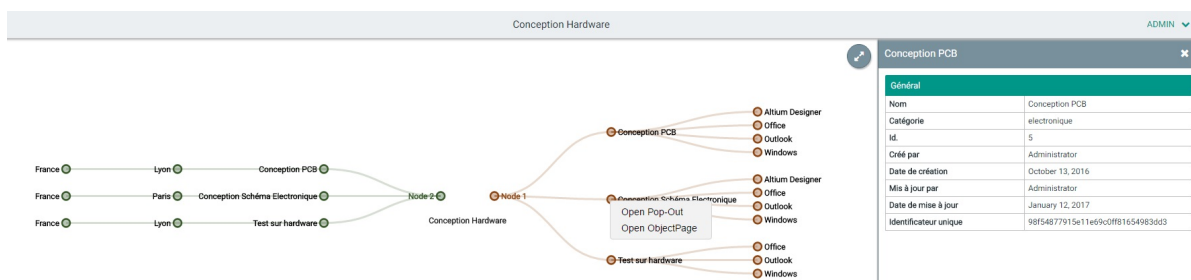 Conception Hardware
ADMIN
Conception PCB
Général
Nom Conception PCB
Catégorie electronique
Id. 5
Créé par Administrator
Date de création October 13, 2016
Mis à jour par Administrator
Date de mise à jour January 12, 2017
Identificateur unique 98f54877915e11e69c0ff81654983dd3
France Lyon Conception PCB
France Paris Conception Schéma Electronique
France Lyon Test sur hardware
Node 2
Node 1
Conception Hardware
Conception PCB
Altium Designer
Office
Outlook
Windows
Conception Schéma Electronique
Altium Designer
Office
Outlook
Windows
Open Pop-Out
Open ObjectPage
Test sur hardware
Office
Outlook
Windows